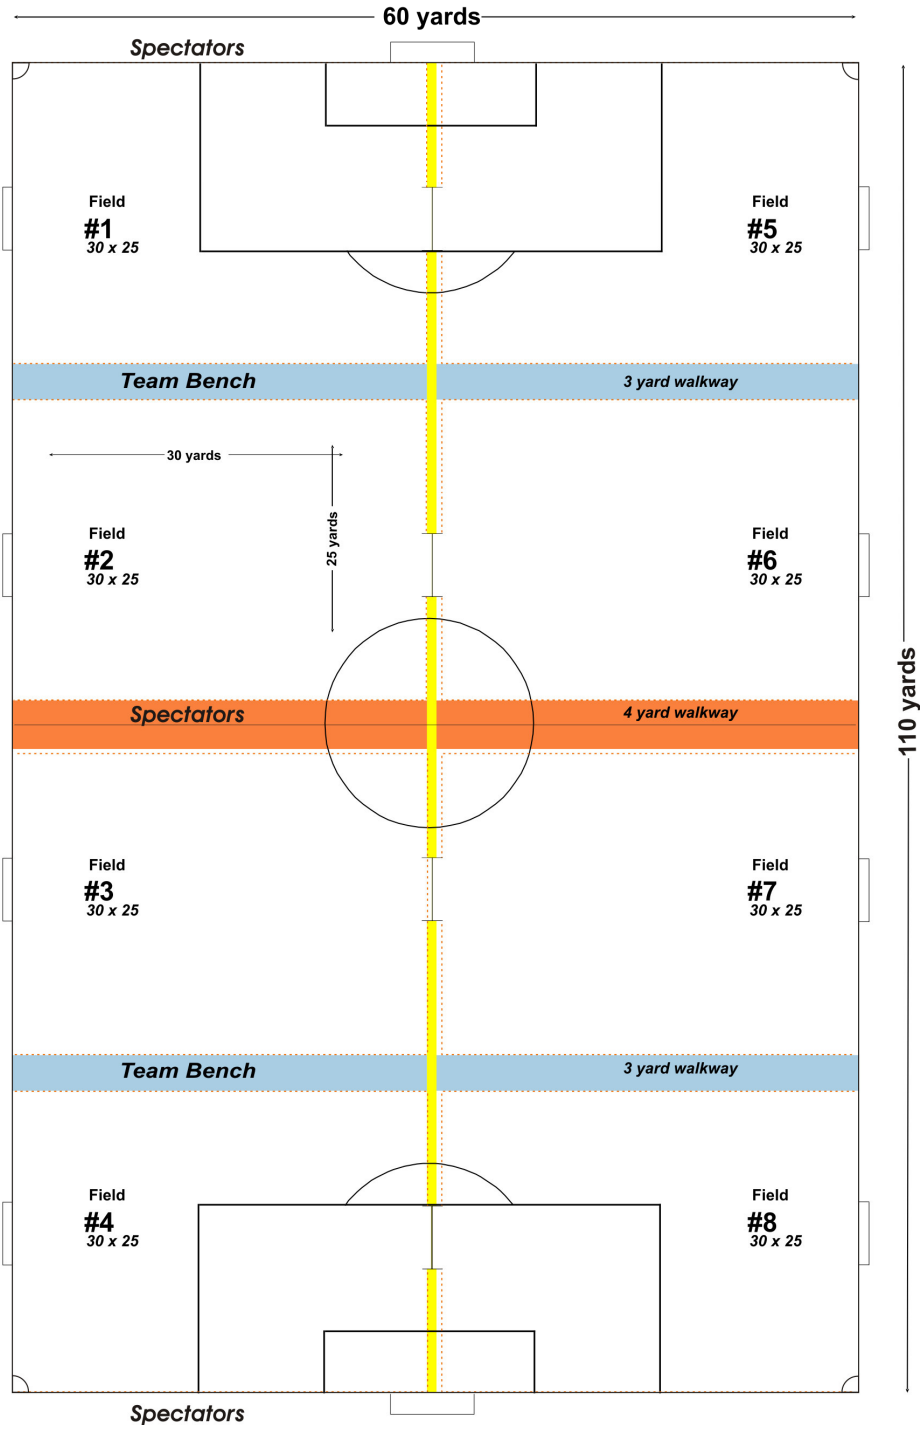 60 yards
Spectators
Field
#1
30 x 25
Field
#5
30 x 25
Team Bench
3 yard walkway
30 yards
25 yards
Field
#2
30 x 25
Field
#6
30 x 25
110 yards
Spectators
4 yard walkway
Field
#3
30 x 25
Field
#7
30 x 25
Team Bench
3 yard walkway
Field
#4
30 x 25
Field
#8
30 x 25
Spectators